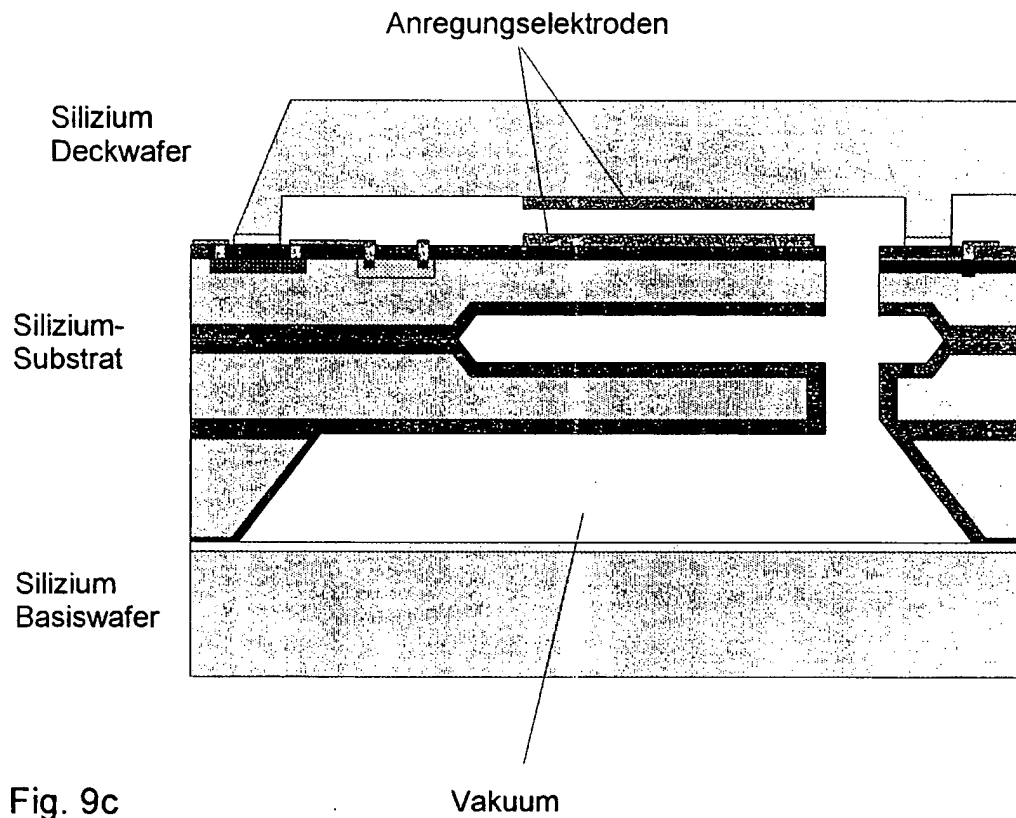 Anregungselektroden
Silizium
Deckwafer
Silizium-
Substrat
Silizium
Basiswafer
Fig. 9c
Vakuum